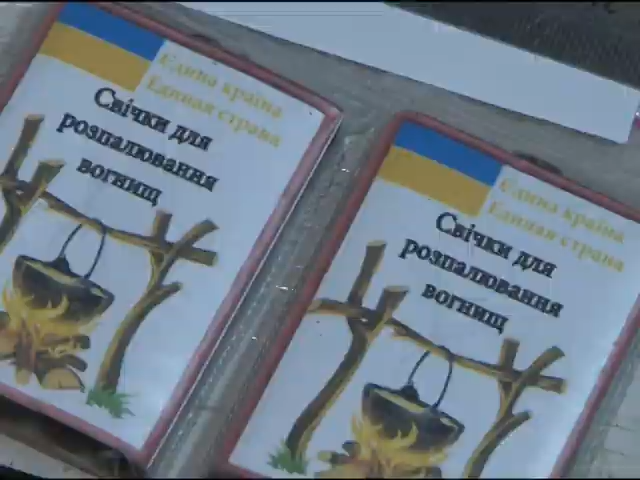 Єдина країна
Единая страна
Свічки для
розпалювання
вогнищ
Єдина країна
Единая страна
Свічки для
розпалювання
вогнищ